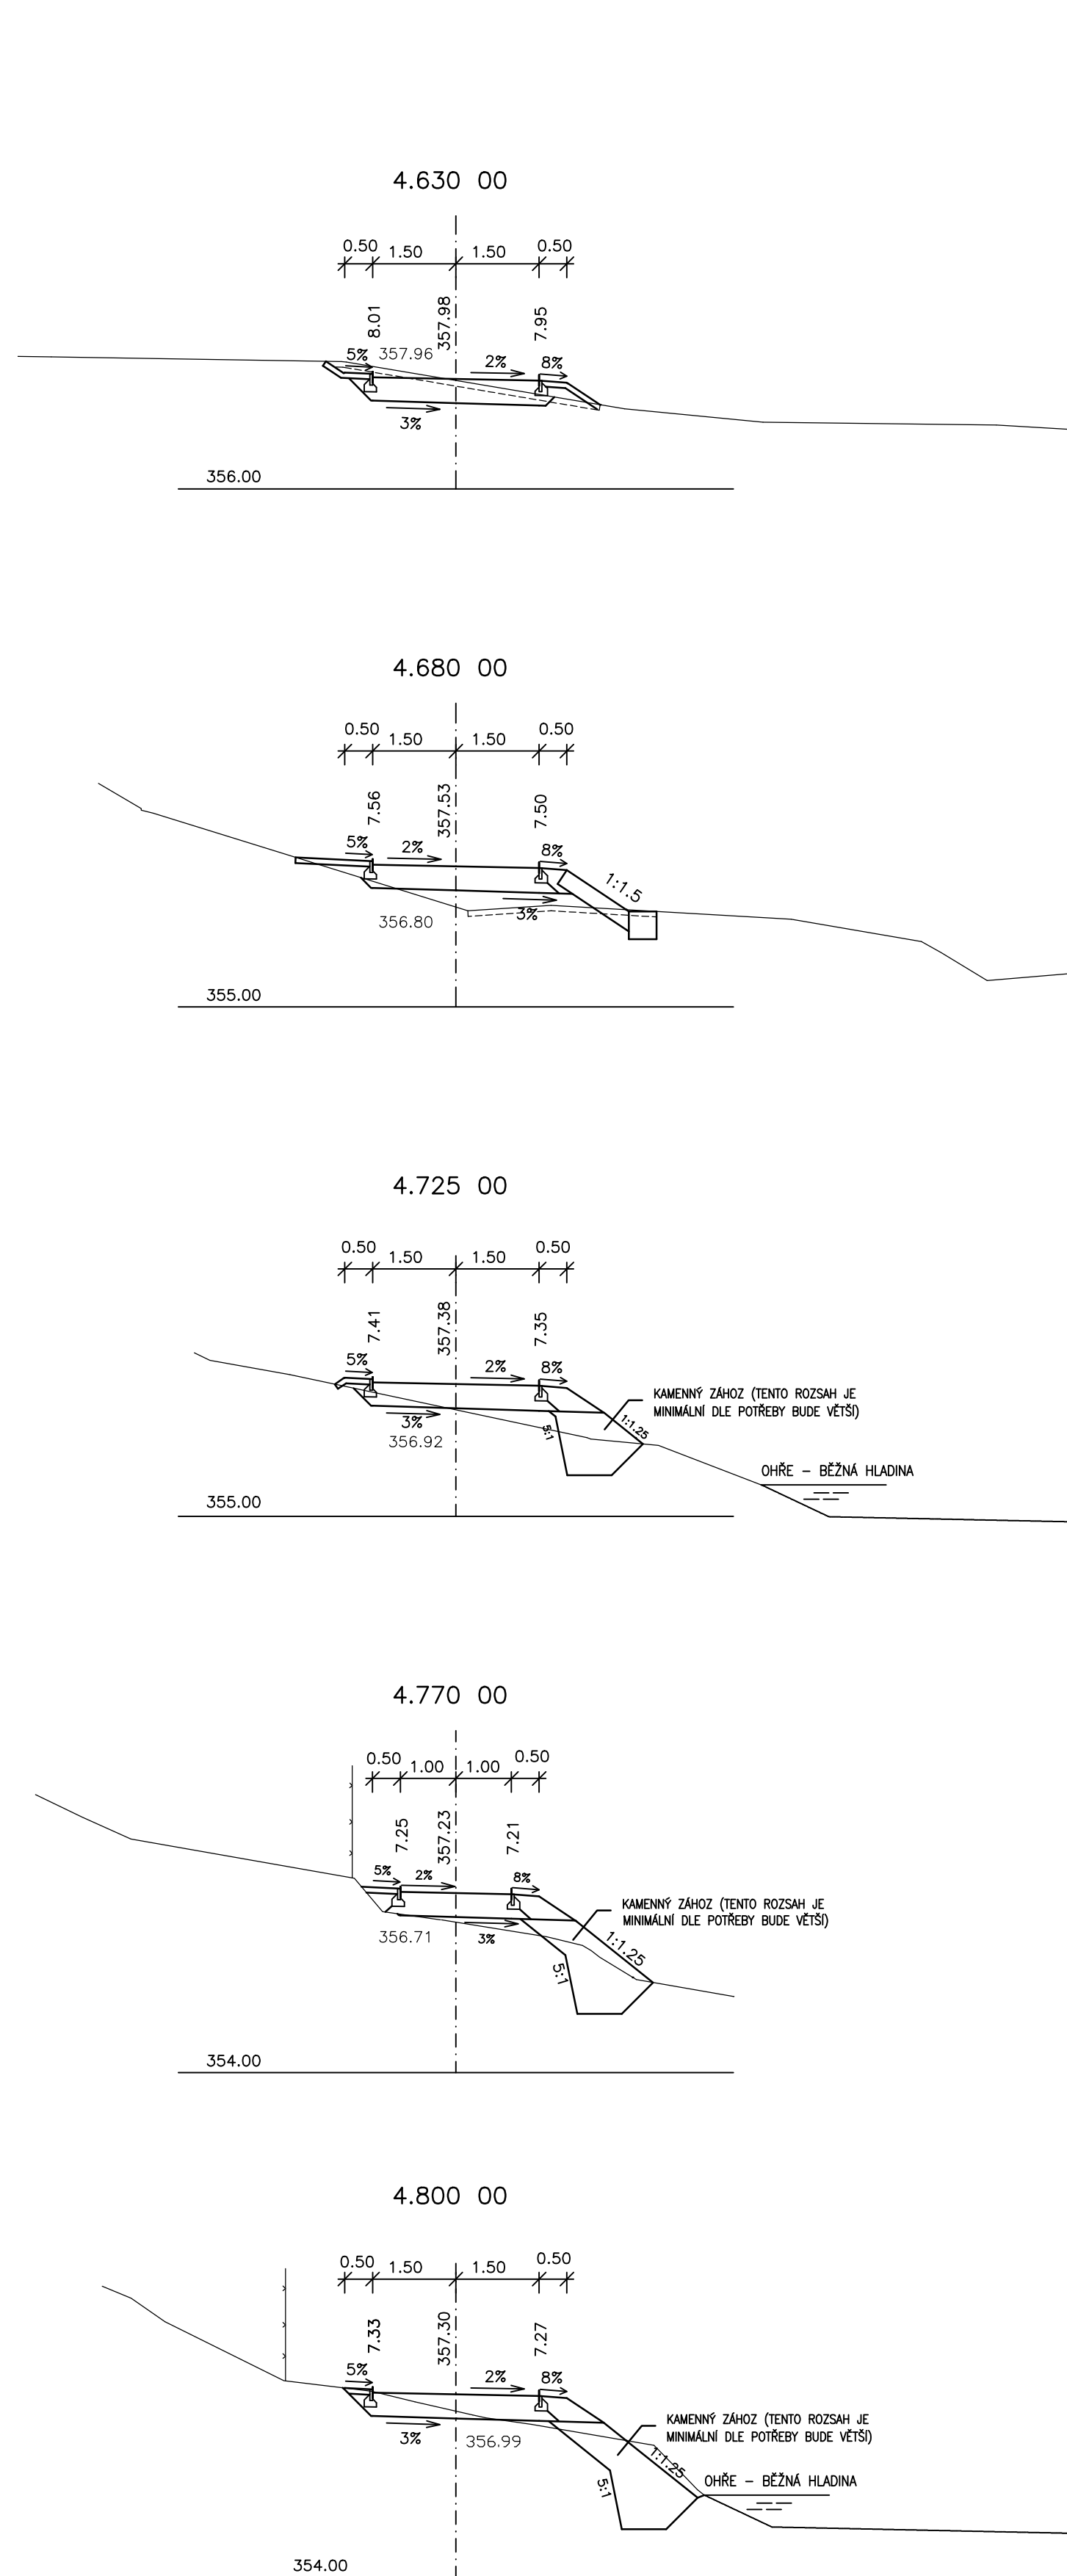 4.630 00
0.50 1.50 1.50 0.50
8.01 357.98 7.95
5% 357.96 2% 8%
3%
356.00
4.680 00
0.50 1.50 1.50 0.50
7.56 357.53 7.50
5% 2% 8%
1:1.5
356.80 3%
355.00
4.725 00
0.50 1.50 1.50 0.50
7.41 357.38 7.35
5% 2% 8%
KAMENNÝ ZÁHOZ (TENTO ROZSAH JE
MINIMÁLNÍ DLE POTŘEBY BUDE VĚTŠÍ)
3% 5:1 1:1.25
356.92
OHŘE – BĚŽNÁ HLADINA
355.00
4.770 00
0.50 1.00 1.00 0.50
7.25 357.23 7.21
5% 2% 8%
KAMENNÝ ZÁHOZ (TENTO ROZSAH JE
MINIMÁLNÍ DLE POTŘEBY BUDE VĚTŠÍ)
356.71 3% 1:1.25
5:1
354.00
4.800 00
0.50 1.50 1.50 0.50
7.33 357.30 7.27
5% 2% 8%
KAMENNÝ ZÁHOZ (TENTO ROZSAH JE
MINIMÁLNÍ DLE POTŘEBY BUDE VĚTŠÍ)
3% 356.99
1:1.25
OHŘE – BĚŽNÁ HLADINA
5:1
354.00